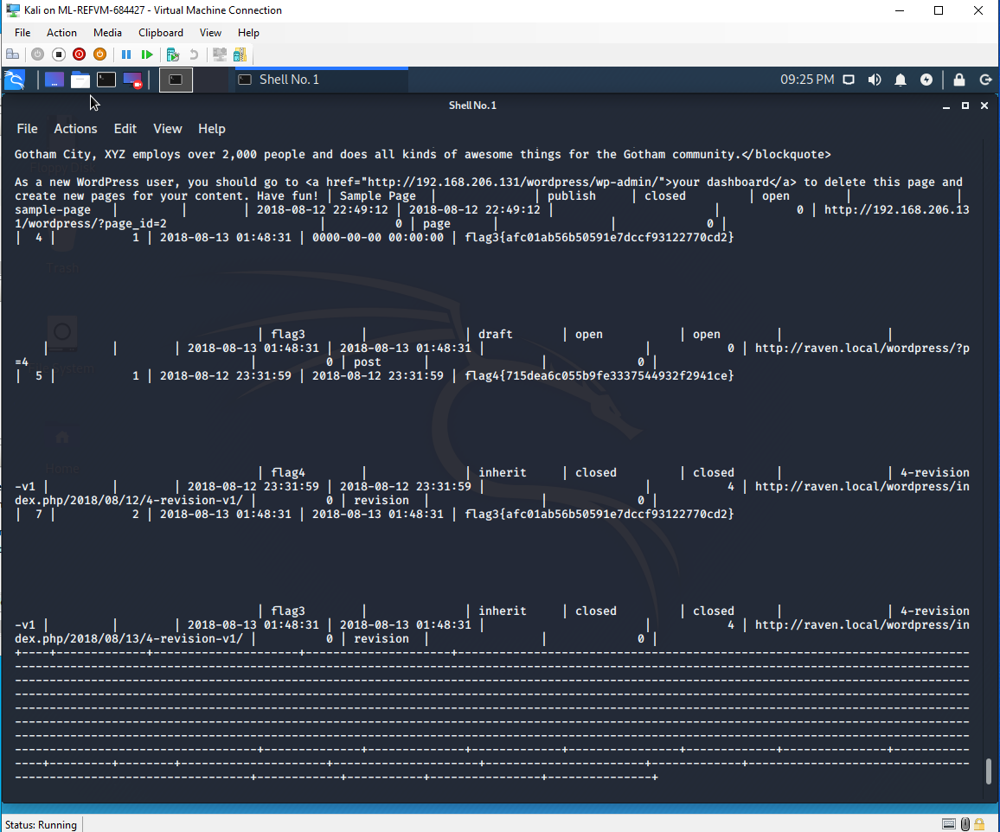 Kali on ML-REFVM-684427 - Virtual Machine Connection
File Action Media Clipboard View Help
Shell No. 1
09:25 PM
Shell No. 1
File Actions Edit View Help
Gotham City, XYZ employs over 2,000 people and does all kinds of awesome things for the Gotham community.</blockquote>
As a new WordPress user, you should go to <a href="http://192.168.206.131/wordpress/wp-admin/">your dashboard</a> to delete this page and
create new pages for your content. Have fun! | Sample Page | | publish | closed | open | |
sample-page | | | 2018-08-12 22:49:12 | 2018-08-12 22:49:12 | | 0 | http://192.168.206.13
1/wordpress/?page_id=2 | 0 | page | | 0 |
| 4 | 1 | 2018-08-13 01:48:31 | 0000-00-00 00:00:00 | flag3{afc01ab56b50591e7dccf93122770cd2}
Trash
| flag3 | | draft | open | open | |
| | | 2018-08-13 01:48:31 | 2018-08-13 01:48:31 | | 0 | http://raven.local/wordpress/?p
=4 | 0 | post | | 0 |
| 5 | 1 | 2018-08-12 23:31:59 | 2018-08-12 23:31:59 | flag4{715dea6c055b9fe3337544932f2941ce}
Home
| flag4 | | inherit | closed | closed | | 4-revision
-v1 | | | 2018-08-12 23:31:59 | 2018-08-12 23:31:59 | | 4 | http://raven.local/wordpress/in
dex.php/2018/08/12/4-revision-v1/ | 0 | revision | | 0 |
| 7 | 2 | 2018-08-13 01:48:31 | 2018-08-13 01:48:31 | flag3{afc01ab56b50591e7dccf93122770cd2}
| flag3 | | inherit | closed | closed | | 4-revision
-v1 | | | 2018-08-13 01:48:31 | 2018-08-13 01:48:31 | | 4 | http://raven.local/wordpress/in
dex.php/2018/08/13/4-revision-v1/ | 0 | revision | | 0 |
Status: Running